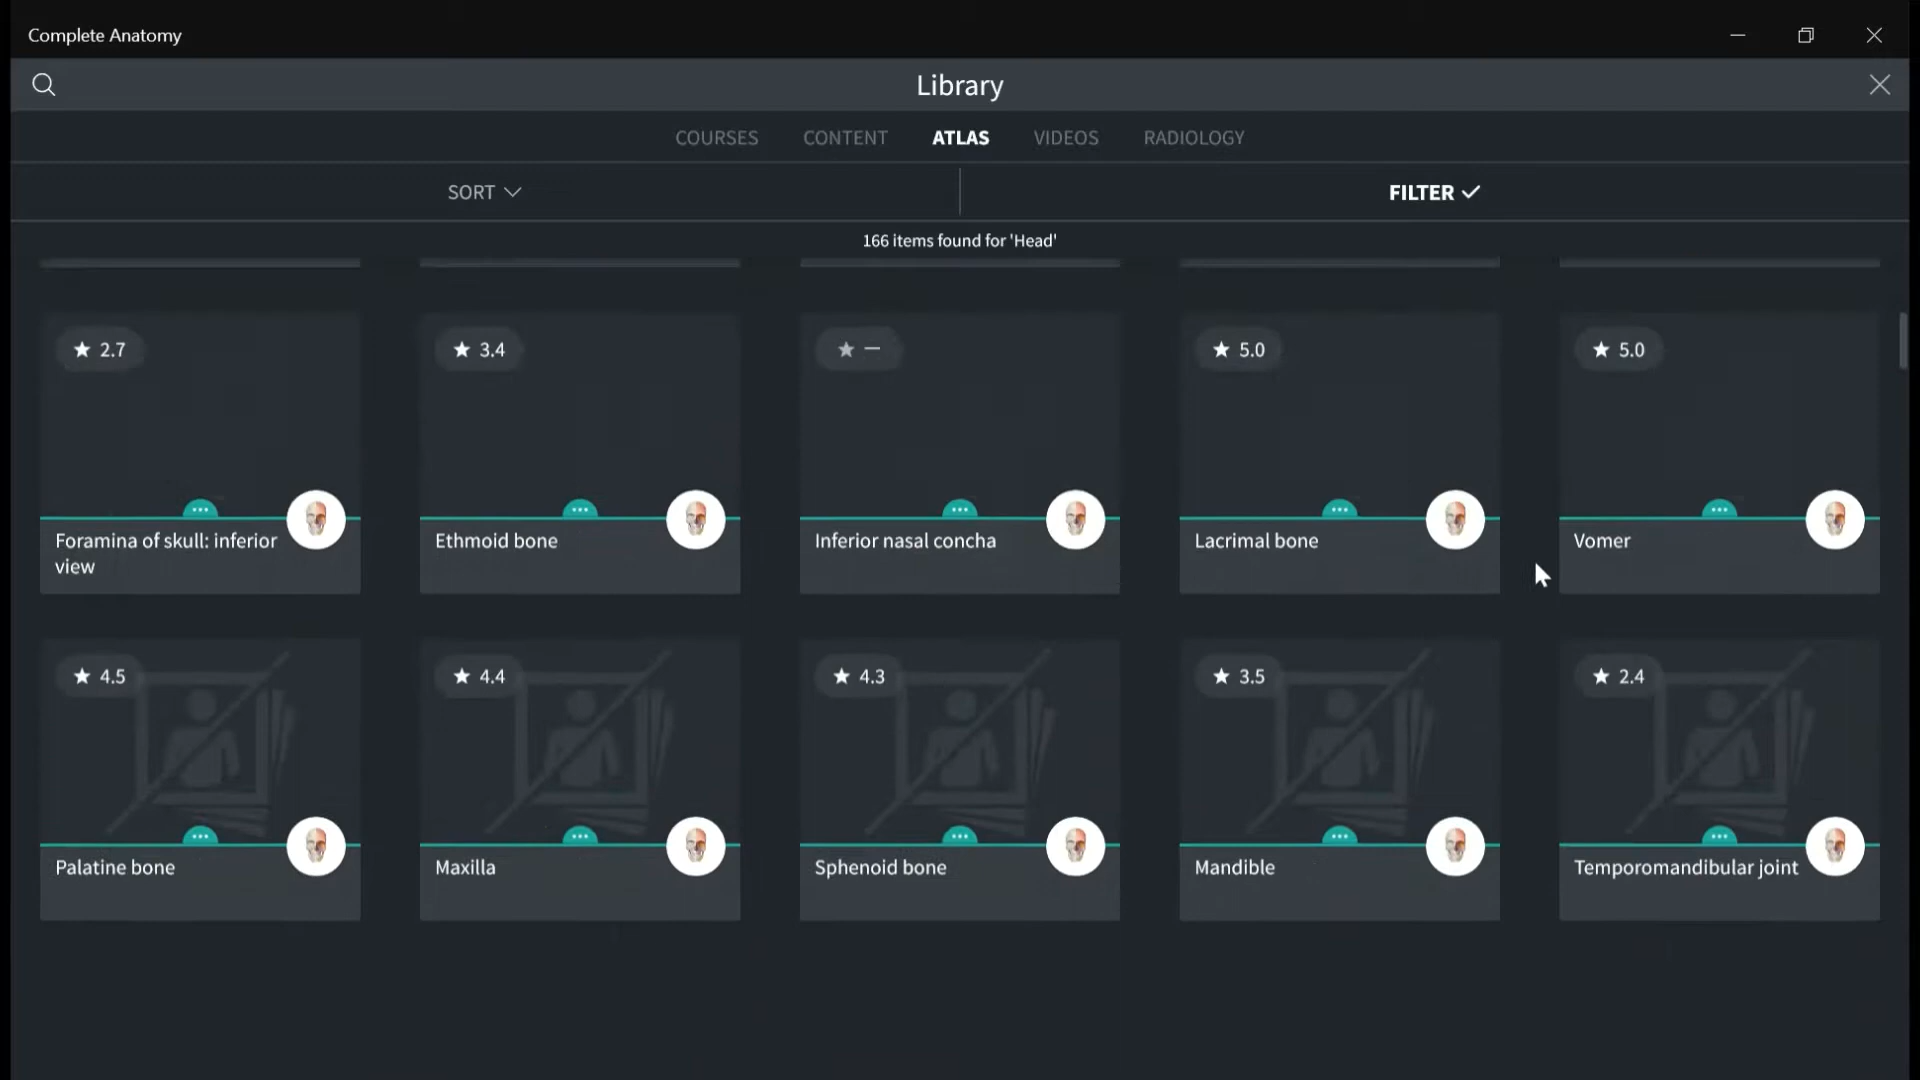 Complete Anatomy
Library
COURSES CONTENT ATLAS VIDEOS RADIOLOGY
SORT FILTER
166 items found for 'Head'
2.7 3.4 — 5.0 5.0
Foramina of skull: inferior view
Ethmoid bone
Inferior nasal concha
Lacrimal bone
Vomer
4.5 4.4 4.3 3.5 2.4
Palatine bone
Maxilla
Sphenoid bone
Mandible
Temporomandibular joint